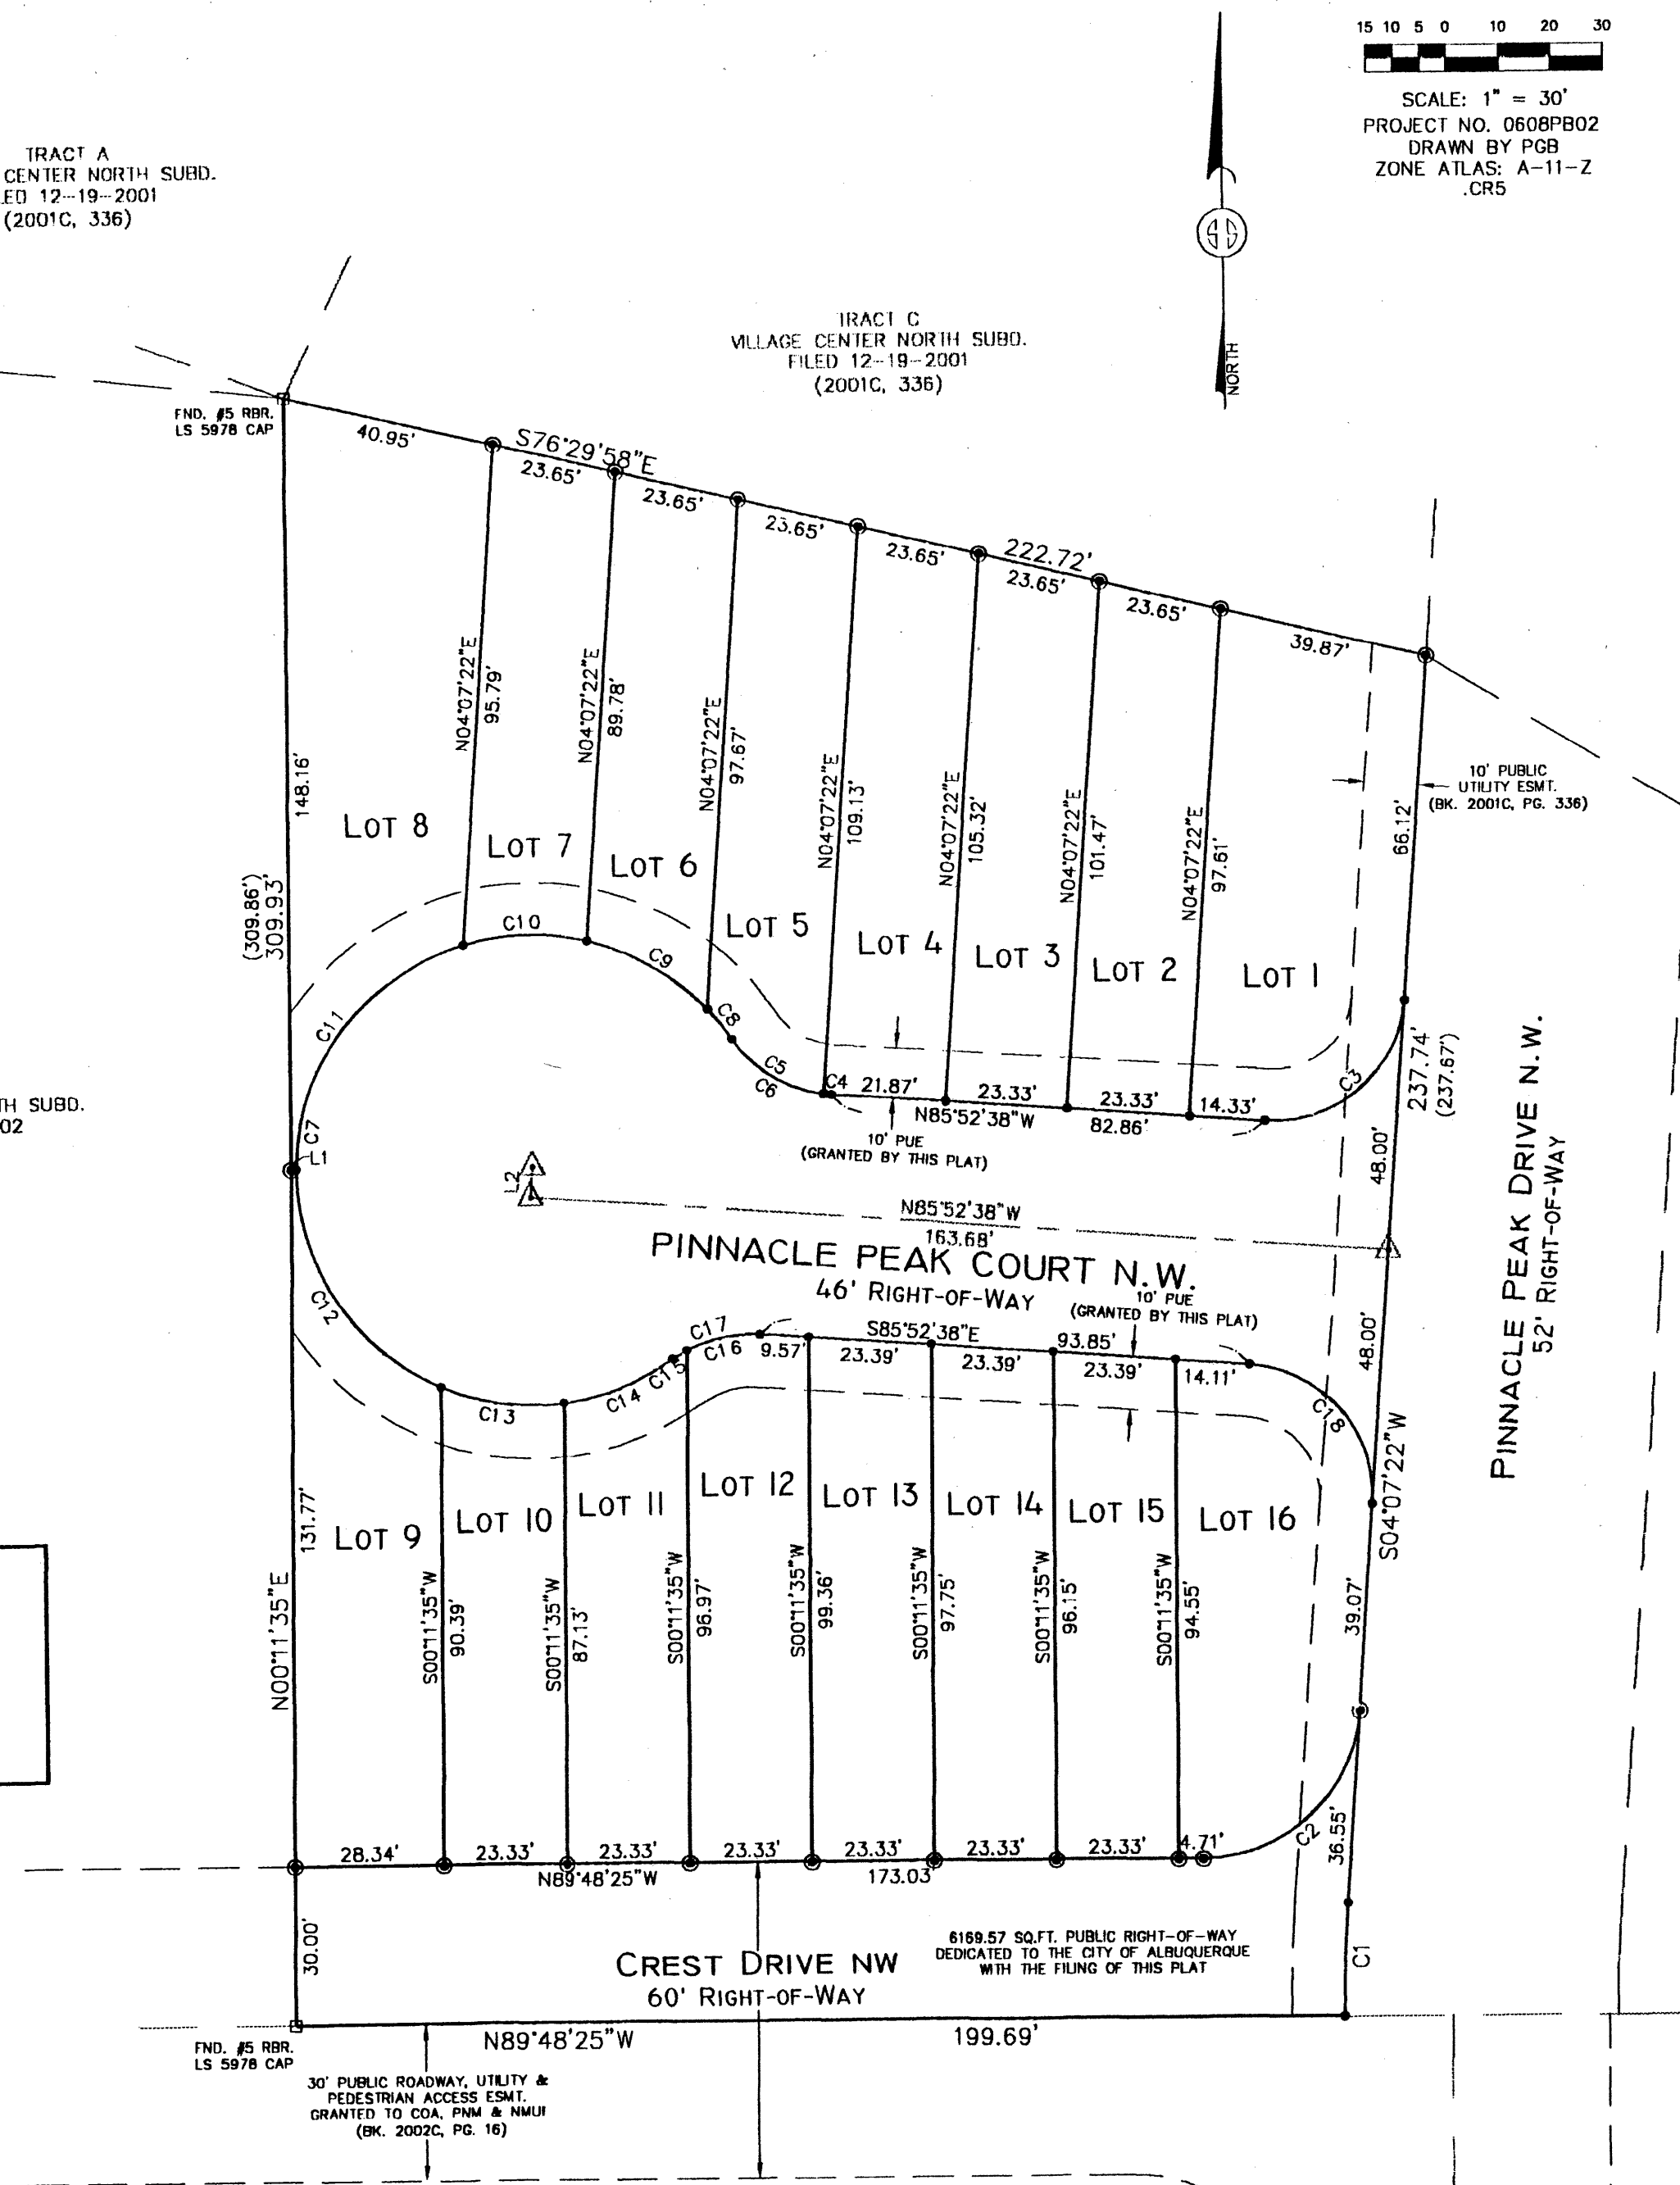 15 10 5 0 10 20 30
SCALE: 1" = 30'
PROJECT NO. 0608PB02
DRAWN BY PGB
ZONE ATLAS: A-11-Z
.CR5
TRACT A
CENTER NORTH SUBD.
ED 12-19-2001
(2001C, 336)
NORTH
TRACT C
VILLAGE CENTER NORTH SUBD.
FILED 12-19-2001
(2001C, 336)
FND. #5 RBR.
LS 5978 CAP
40.95'
S76°29'58"E
23.65'
23.65'
23.65'
23.65'
222.72'
23.65'
23.65'
39.87'
N04°07'22"E
95.79'
N04°07'22"E
89.78'
N04°07'22"E
97.67'
N04°07'22"E
109.13'
N04°07'22"E
105.32'
N04°07'22"E
101.47'
N04°07'22"E
97.61'
10' PUBLIC
UTILITY ESMT.
(BK. 2001C, PG. 336)
66.12'
148.16'
(309.86')
309.93'
LOT 8
LOT 7
LOT 6
LOT 5
LOT 4
LOT 3
LOT 2
LOT 1
C10
C9
C8
C11
C5
C6
C4
21.87'
23.33'
23.33'
14.33'
C3
N85°52'38"W
82.86'
10' PUE
(GRANTED BY THIS PLAT)
237.74'
(237.67')
TH SUBD.
02
C7
L1
L2
48.00'
N85°52'38"W
163.68'
PINNACLE PEAK COURT N.W.
46' RIGHT-OF-WAY
10' PUE
(GRANTED BY THIS PLAT)
PINNACLE PEAK DRIVE N.W.
52' RIGHT-OF-WAY
48.00'
C12
C17
C16
9.57'
S85°52'38"E
93.85'
23.39'
23.39'
23.39'
14.11'
C15
C14
C13
C18
S04°07'22"W
131.77'
LOT 9
LOT 10
LOT 11
LOT 12
LOT 13
LOT 14
LOT 15
LOT 16
N00°11'35"E
S00°11'35"W
90.39'
S00°11'35"W
87.13'
S00°11'35"W
96.97'
S00°11'35"W
99.36'
S00°11'35"W
97.75'
S00°11'35"W
96.15'
S00°11'35"W
94.55'
39.07'
28.34'
23.33'
23.33'
23.33'
23.33'
23.33'
23.33'
4.71'
C2
36.55'
N89°48'25"W
173.03'
30.00'
CREST DRIVE NW
60' RIGHT-OF-WAY
6169.57 SQ.FT. PUBLIC RIGHT-OF-WAY
DEDICATED TO THE CITY OF ALBUQUERQUE
WITH THE FILING OF THIS PLAT
C1
FND. #5 RBR.
LS 5978 CAP
N89°48'25"W
199.69'
30' PUBLIC ROADWAY, UTILITY &
PEDESTRIAN ACCESS ESMT.
GRANTED TO COA, PNM & NMUI
(BK. 2002C, PG. 16)